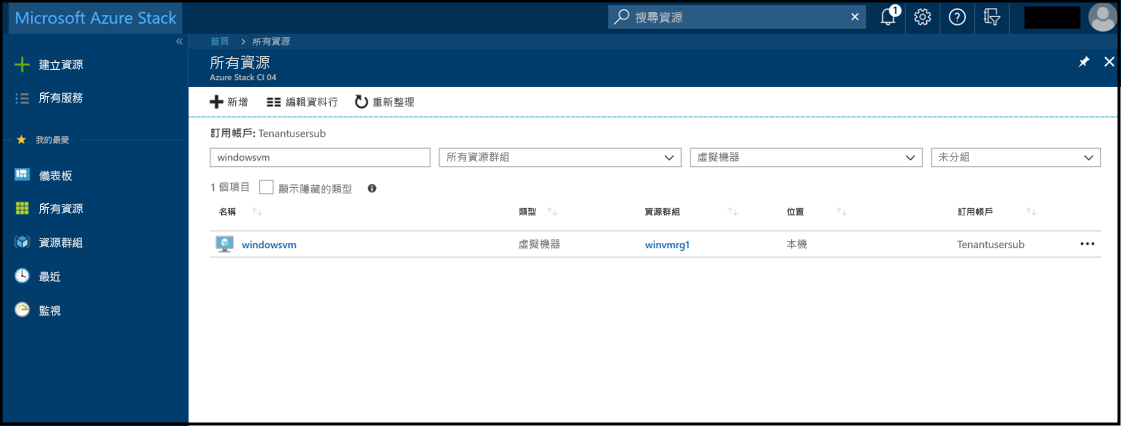 Microsoft Azure Stack
搜尋資源
1
建立資源
所有服務
我的最愛
儀表板
所有資源
資源群組
最近
監視
首頁 > 所有資源
所有資源
Azure Stack CI 04
新增 編輯資料行 重新整理
訂用帳戶: Tenantusersub
windowsvm 所有資源群組 虛擬機器 未分組
1 個項目 顯示隱藏的類型
名稱 類型 資源群組 位置 訂用帳戶
windowsvm 虛擬機器 winvmrg1 本機 Tenantusersub